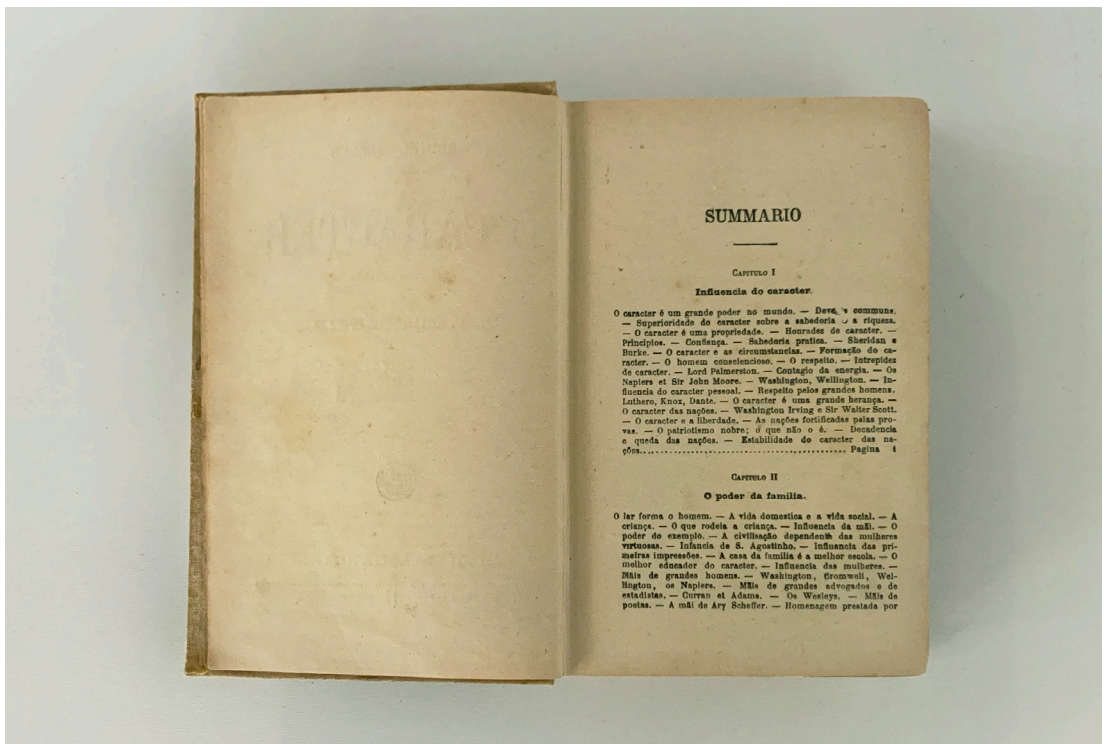 SUMMARIO
CAPITULO I
Influencia do caracter.
O caracter é um grande poder no mundo. — communs.
— Superioridade do caracter sobre a sabedoria a riqueza.
— O caracter é uma propriedade. — Honradez de caracter. —
Principios. — Confiança. — Sabedoria pratica. — Sheridan e
Burke. — O caracter e as circumstancias. — Formação do ca-
racter. — O homem consciencioso. — O respeito. — Intrepidez
de caracter. — Lord Palmerston. — Contagio da energia. — Os
Napiers et Sir John Moore. — Washington, Wellington. — In-
fluencia do caracter pessoal. — Respeito pelos grandes homens.
Luthero, Knox, Dante. — O caracter é uma grande herança. —
O caracter das nações. — Washington Irving e Sir Walter Scott.
— O caracter e a liberdade. — As nações fortificadas pelas pro-
vas. — O patriotismo nobre; o que não o é. — Decadencia
e queda das nações. — Estabilidade do caracter das na-
ções............................................ Pagina 1
CAPITULO II
O poder da familia.
O lar forma o homem. — A vida domestica e a vida social. — A
criança. — O que rodeia a criança. — Influencia da mãi. — O
poder do exemplo. — A civilisação dependente das mulheres
virtuosas. — Infancia de S. Agostinho. — Influencia das pri-
meiras impressões. — A casa da familia é a melhor escola. — O
melhor educador do caracter. — Influencia das mulheres. —
Mãis de grandes homens. — Washington, Cromwell, Wel-
lington, os Napiers. — Mãis de grandes advogados e de
estadistas. — Curran et Adams. — Os Wesleys. — Mãis de
poetas. — A mãi de Ary Scheffer. — Homenagem prestada por